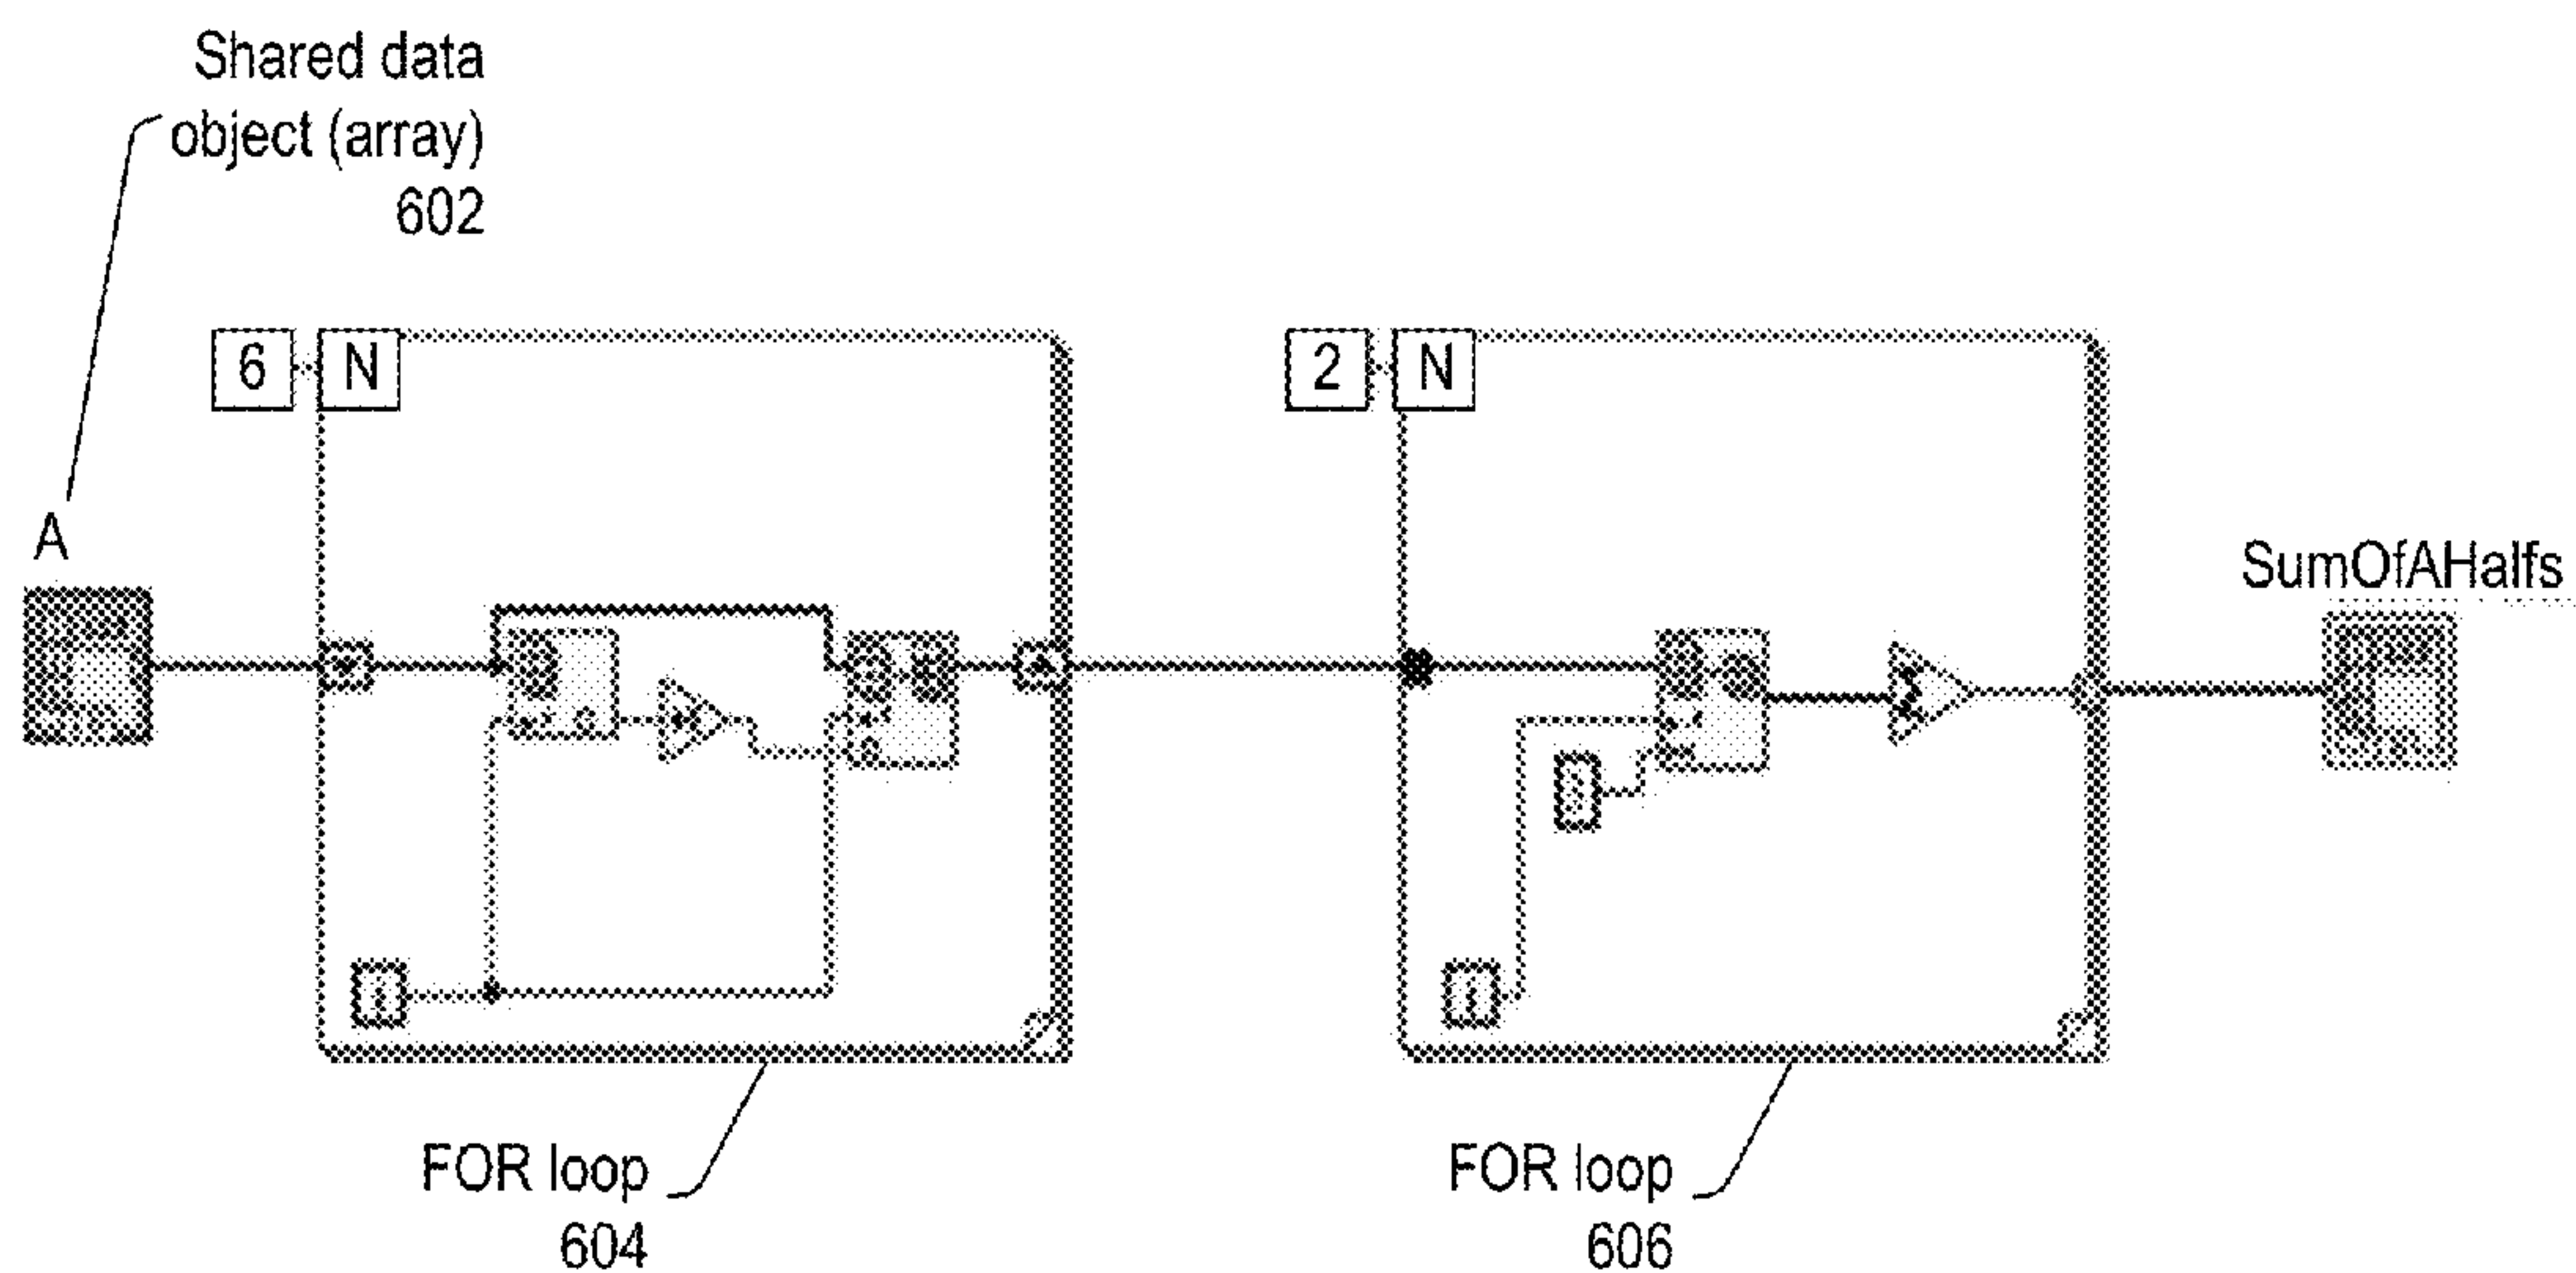 Shared data
object (array)
602
6
N
2
N
A
SumOfAHalfs
i
i
FOR loop
604
FOR loop
606